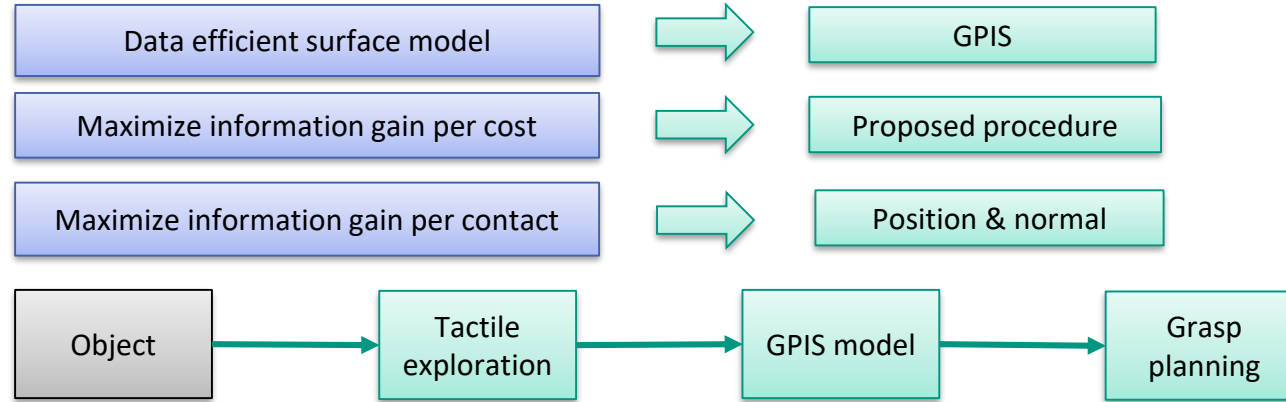 Data efficient surface model
GPIS
Maximize information gain per cost
Proposed procedure
Maximize information gain per contact
Position & normal
Object
Tactile
exploration
GPIS model
Grasp
planning